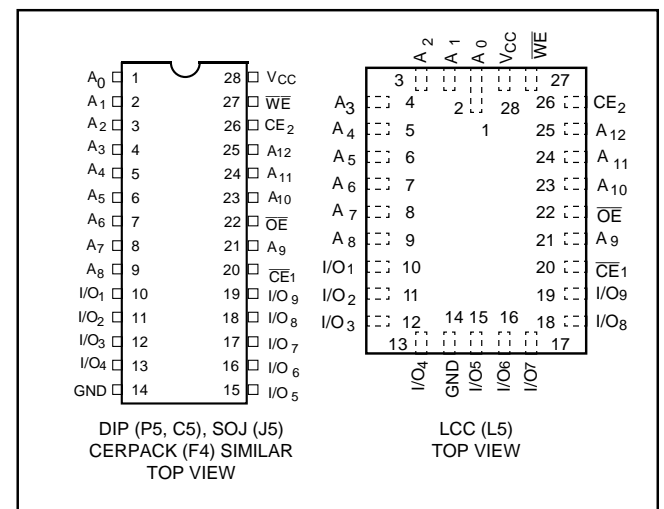 A0 1 28 VCC
A1 2 27 WE
A2 3 26 CE2
A3 4 25 A12
A4 5 24 A11
A5 6 23 A10
A6 7 22 OE
A7 8 21 A9
A8 9 20 CE1
I/O1 10 19 I/O9
I/O2 11 18 I/O8
I/O3 12 17 I/O7
I/O4 13 16 I/O6
GND 14 15 I/O5
DIP (P5, C5), SOJ (J5)
CERPACK (F4) SIMILAR
TOP VIEW
A2 A1 A0 VCC WE
3 2 1 28 27
A3 4 26 CE2
A4 5 25 A12
A5 6 24 A11
A6 7 23 A10
A7 8 22 OE
A8 9 21 A9
I/O1 10 20 CE1
I/O2 11 19 I/O9
I/O3 12 18 I/O8
13 14 15 16 17
I/O4 GND I/O5 I/O6 I/O7
LCC (L5)
TOP VIEW